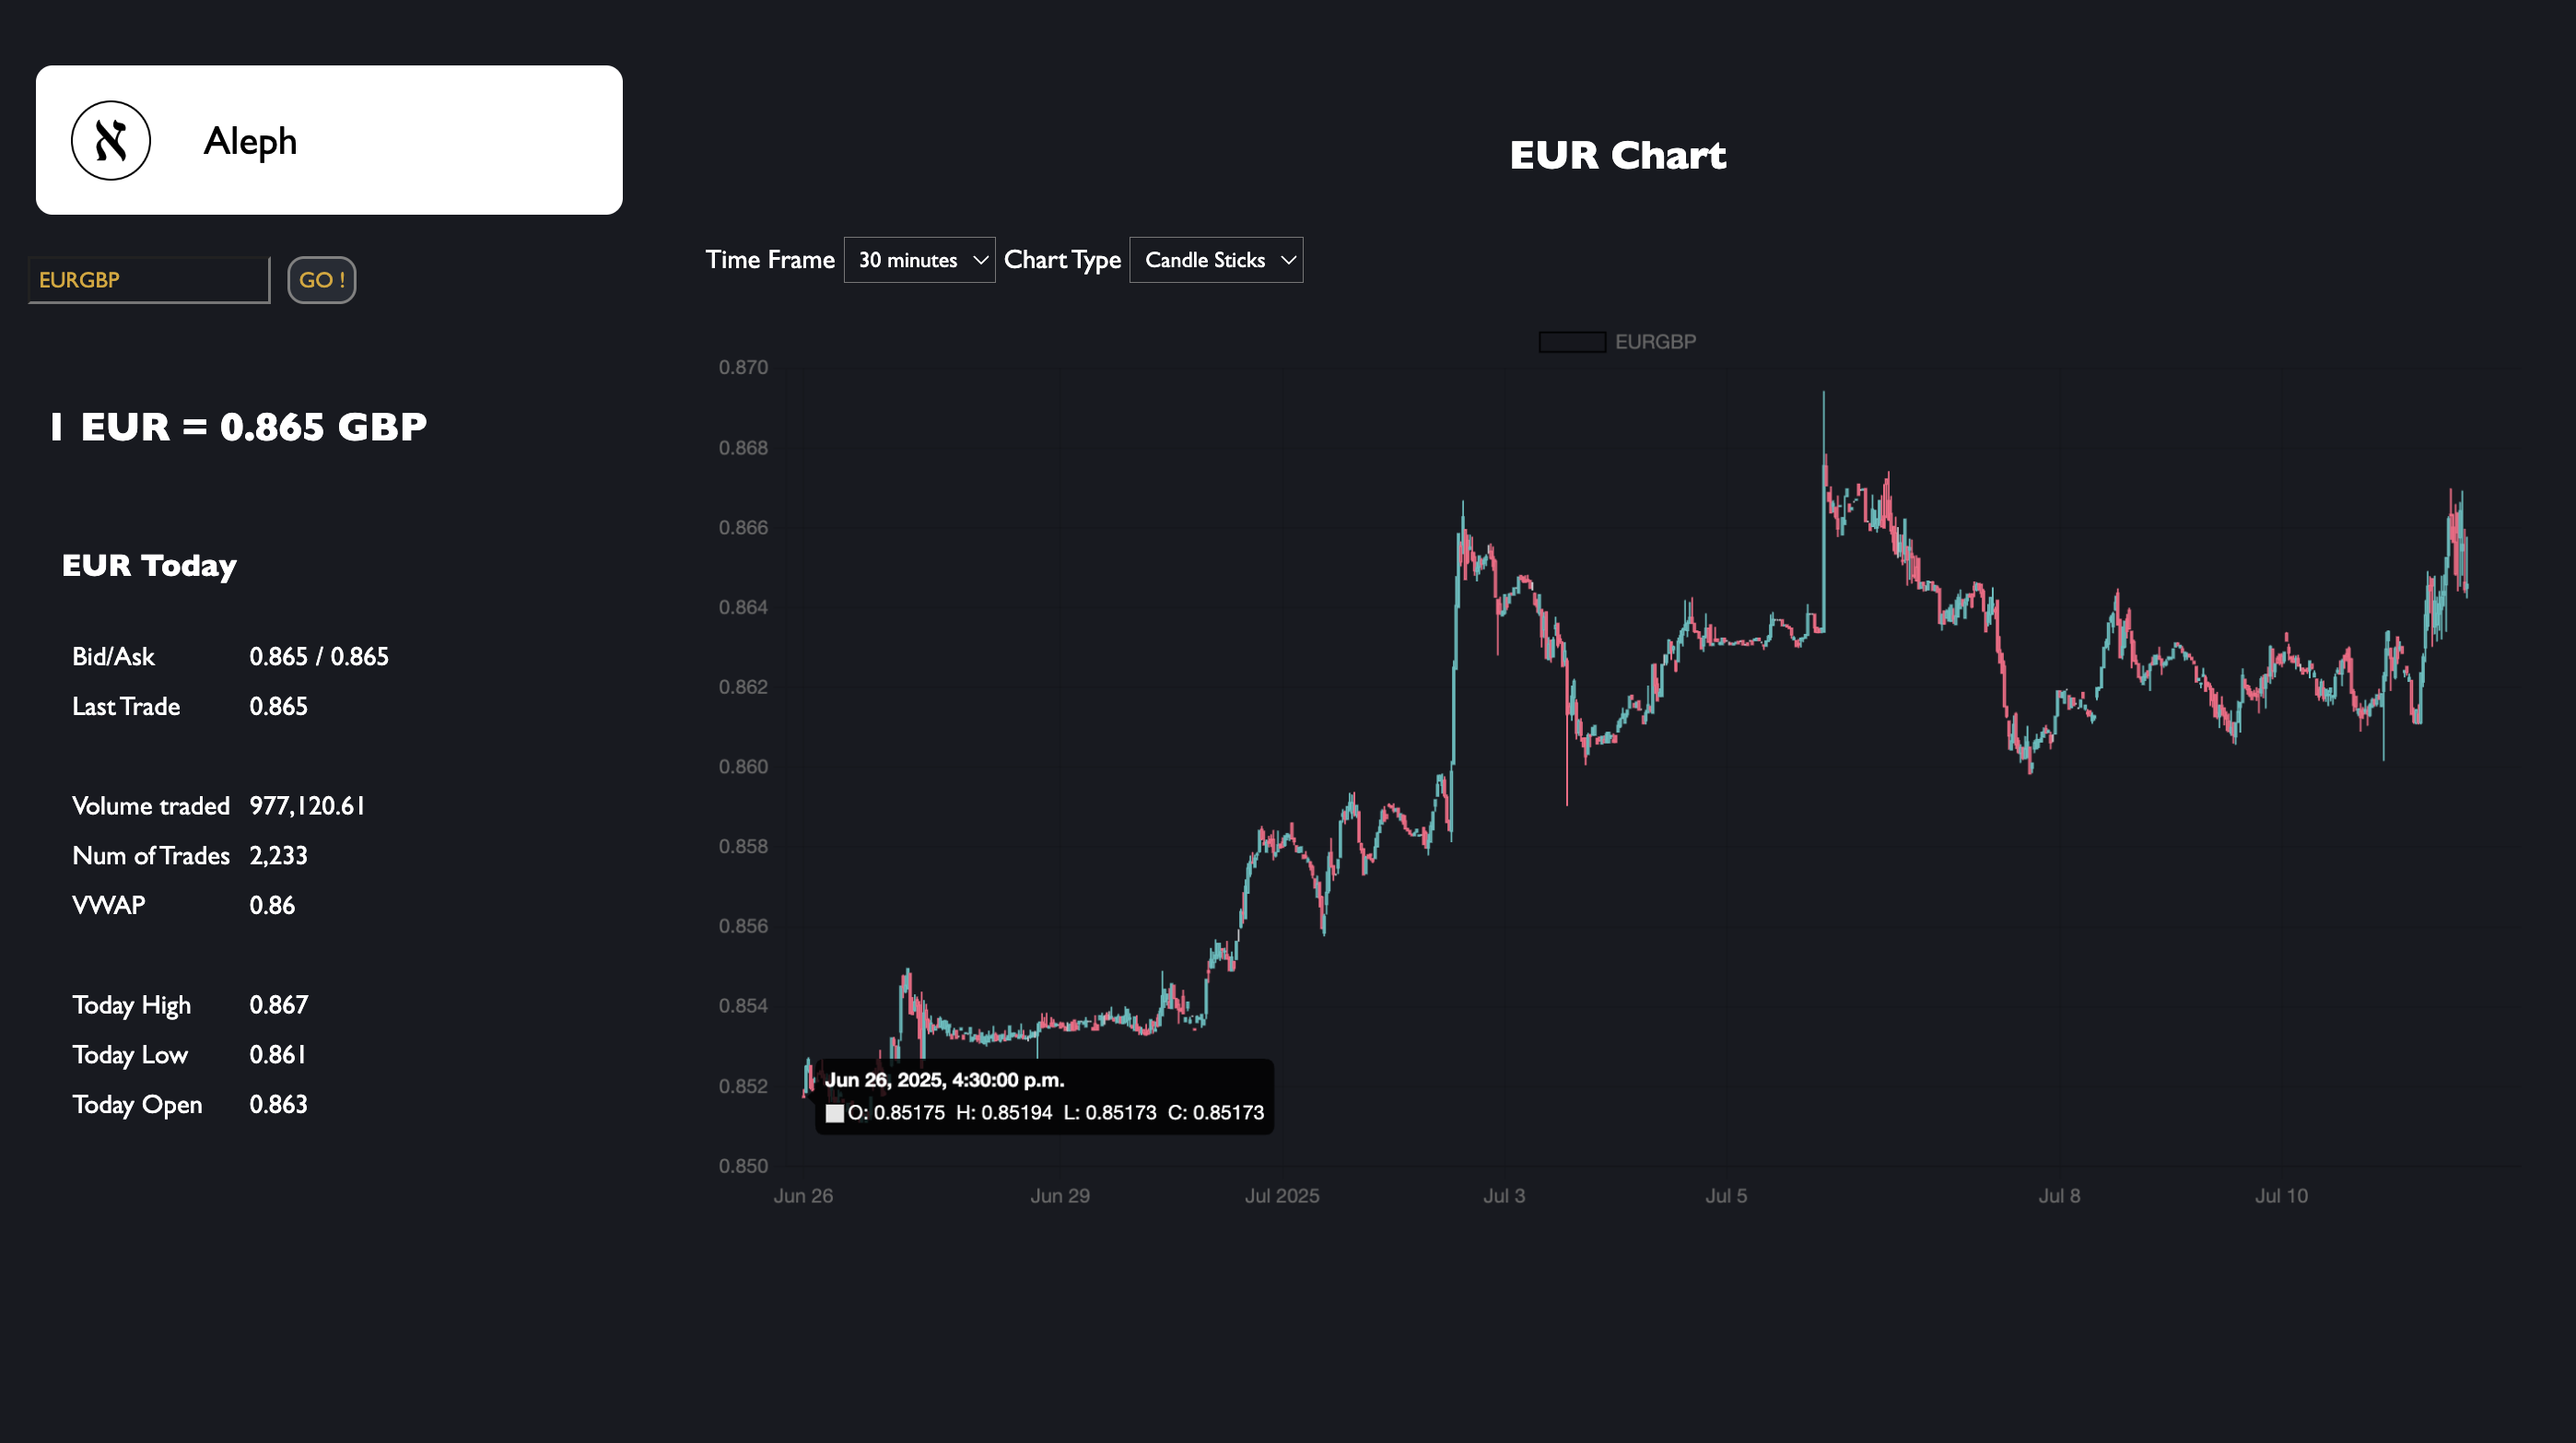 א
Aleph
EURGBP
GO !
1 EUR = 0.865 GBP
EUR Today
Bid/Ask 0.865 / 0.865
Last Trade 0.865
Volume traded 977,120.61
Num of Trades 2,233
VWAP 0.86
Today High 0.867
Today Low 0.861
Today Open 0.863
EUR Chart
Time Frame 30 minutes Chart Type Candle Sticks
EURGBP
0.870
0.868
0.866
0.864
0.862
0.860
0.858
0.856
0.854
0.852
0.850
Jun 26, 2025, 4:30:00 p.m.
O: 0.85175 H: 0.85194 L: 0.85173 C: 0.85173
Jun 26 Jun 29 Jul 2025 Jul 3 Jul 5 Jul 8 Jul 10